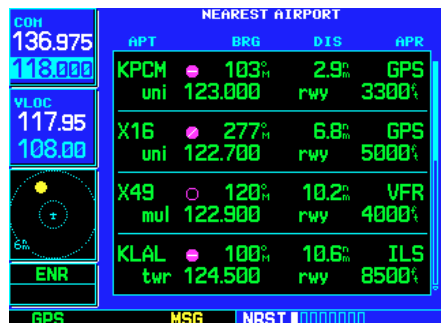 NEAREST AIRPORT
COM
136.975
118.000
VLOC
117.95
108.00
6nm
ENR
APT BRG DIS APR
KPCM 103°M 2.9nm GPS
uni 123.000 rwy 3300ft
X16 277°M 6.8nm GPS
uni 122.700 rwy 5000ft
X49 120°M 10.2nm VFR
mul 122.900 rwy 4000ft
KLAL 100°M 10.6nm ILS
twr 124.500 rwy 8500ft
GPS MSG NRST